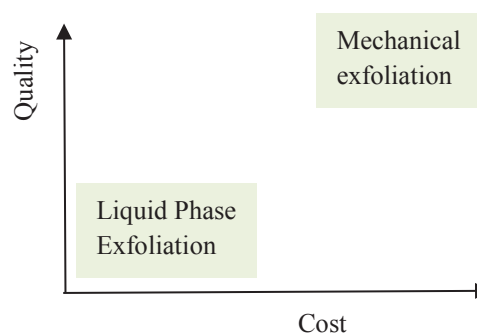 Mechanical
exfoliation
Quality
Liquid Phase
Exfoliation
Cost